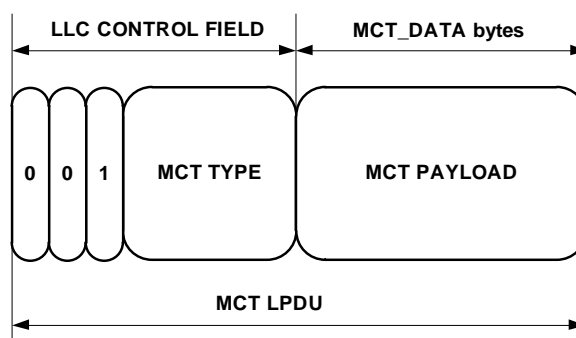 LLC CONTROL FIELD MCT_DATA bytes
0 0 1 MCT TYPE MCT PAYLOAD
MCT LPDU